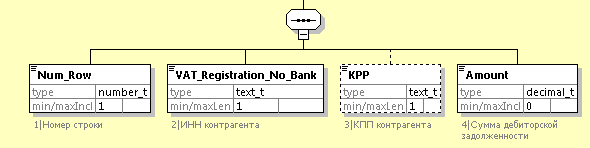 Num_Row
type number_t
min/maxIncl 1
1|Номер строки
VAT_Registration_No_Bank
type text_t
min/maxLen 1
2|ИНН контрагента
KPP
type text_t
min/maxLen 1
3|КПП контрагента
Amount
type decimal_t
min/maxIncl 0
4|Сумма дебиторской
задолженности